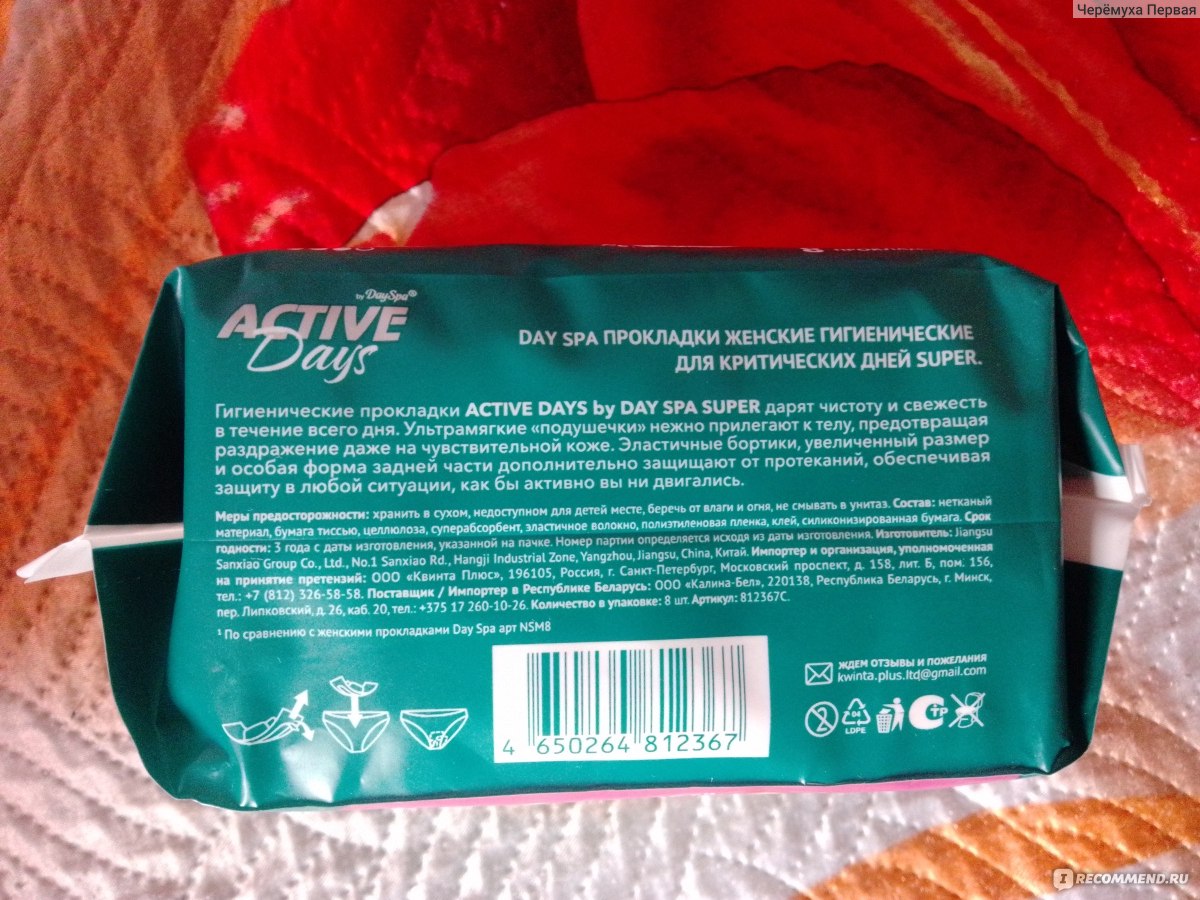 Черёмуха Первая
by DaySpa®
ACTIVE
Days
DAY SPA ПРОКЛАДКИ ЖЕНСКИЕ ГИГИЕНИЧЕСКИЕ
ДЛЯ КРИТИЧЕСКИХ ДНЕЙ SUPER.
Гигиенические прокладки ACTIVE DAYS by DAY SPA SUPER дарят чистоту и свежесть
в течение всего дня. Ультрамягкие «подушечки» нежно прилегают к телу, предотвращая
раздражение даже на чувствительной коже. Эластичные бортики, увеличенный размер
и особая форма задней части дополнительно защищают от протеканий, обеспечивая
защиту в любой ситуации, как бы активно вы ни двигались.
Меры предосторожности: хранить в сухом, недоступном для детей месте, беречь от влаги и огня, не смывать в унитаз. Состав: нетканый
материал, бумага тиссью, целлюлоза, суперабсорбент, эластичное волокно, полиэтиленовая пленка, клей, силиконизированная бумага. Срок
годности: 3 года с даты изготовления, указанной на пачке. Номер партии определяется исходя из даты изготовления. Изготовитель: Jiangsu
Sanxiao Group Co., Ltd., No.1 Sanxiao Rd., Hangji Industrial Zone, Yangzhou, Jiangsu, China, Китай. Импортер и организация, уполномоченная
на принятие претензий: ООО «Квинта Плюс», 196105, Россия, г. Санкт-Петербург, Московский проспект, д. 158, лит. Б, пом. 156,
тел.: +7 (812) 326-58-58. Поставщик / Импортер в Республике Беларусь: ООО «Калина-Бел», 220138, Республика Беларусь, г. Минск,
пер. Липковский, д. 26, каб. 20, тел.: +375 17 260-10-26. Количество в упаковке: 8 шт. Артикул: 812367С.
¹ По сравнению с женскими прокладками Day Spa арт NSM8
ЖДЕМ ОТЗЫВЫ И ПОЖЕЛАНИЯ
kwinta.plus.ltd@gmail.com
04
LDPE
4 650264 812367
IRECOMMEND.RU